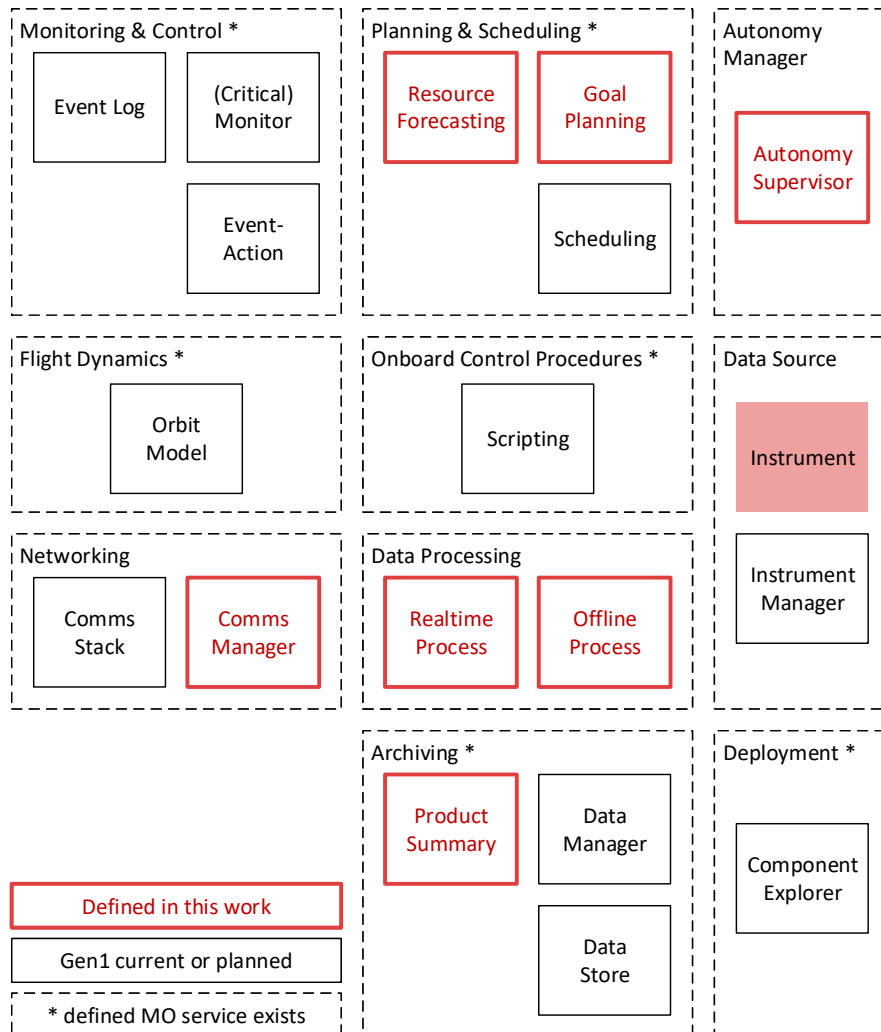 Monitoring & Control *
Event Log
(Critical)
Monitor
Event-
Action
Planning & Scheduling *
Resource
Forecasting
Goal
Planning
Scheduling
Autonomy
Manager
Autonomy
Supervisor
Flight Dynamics *
Orbit
Model
Onboard Control Procedures *
Scripting
Data Source
Instrument
Instrument
Manager
Networking
Comms
Stack
Comms
Manager
Data Processing
Realtime
Process
Offline
Process
Archiving *
Product
Summary
Data
Manager
Data
Store
Deployment *
Component
Explorer
Defined in this work
Gen1 current or planned
* defined MO service exists